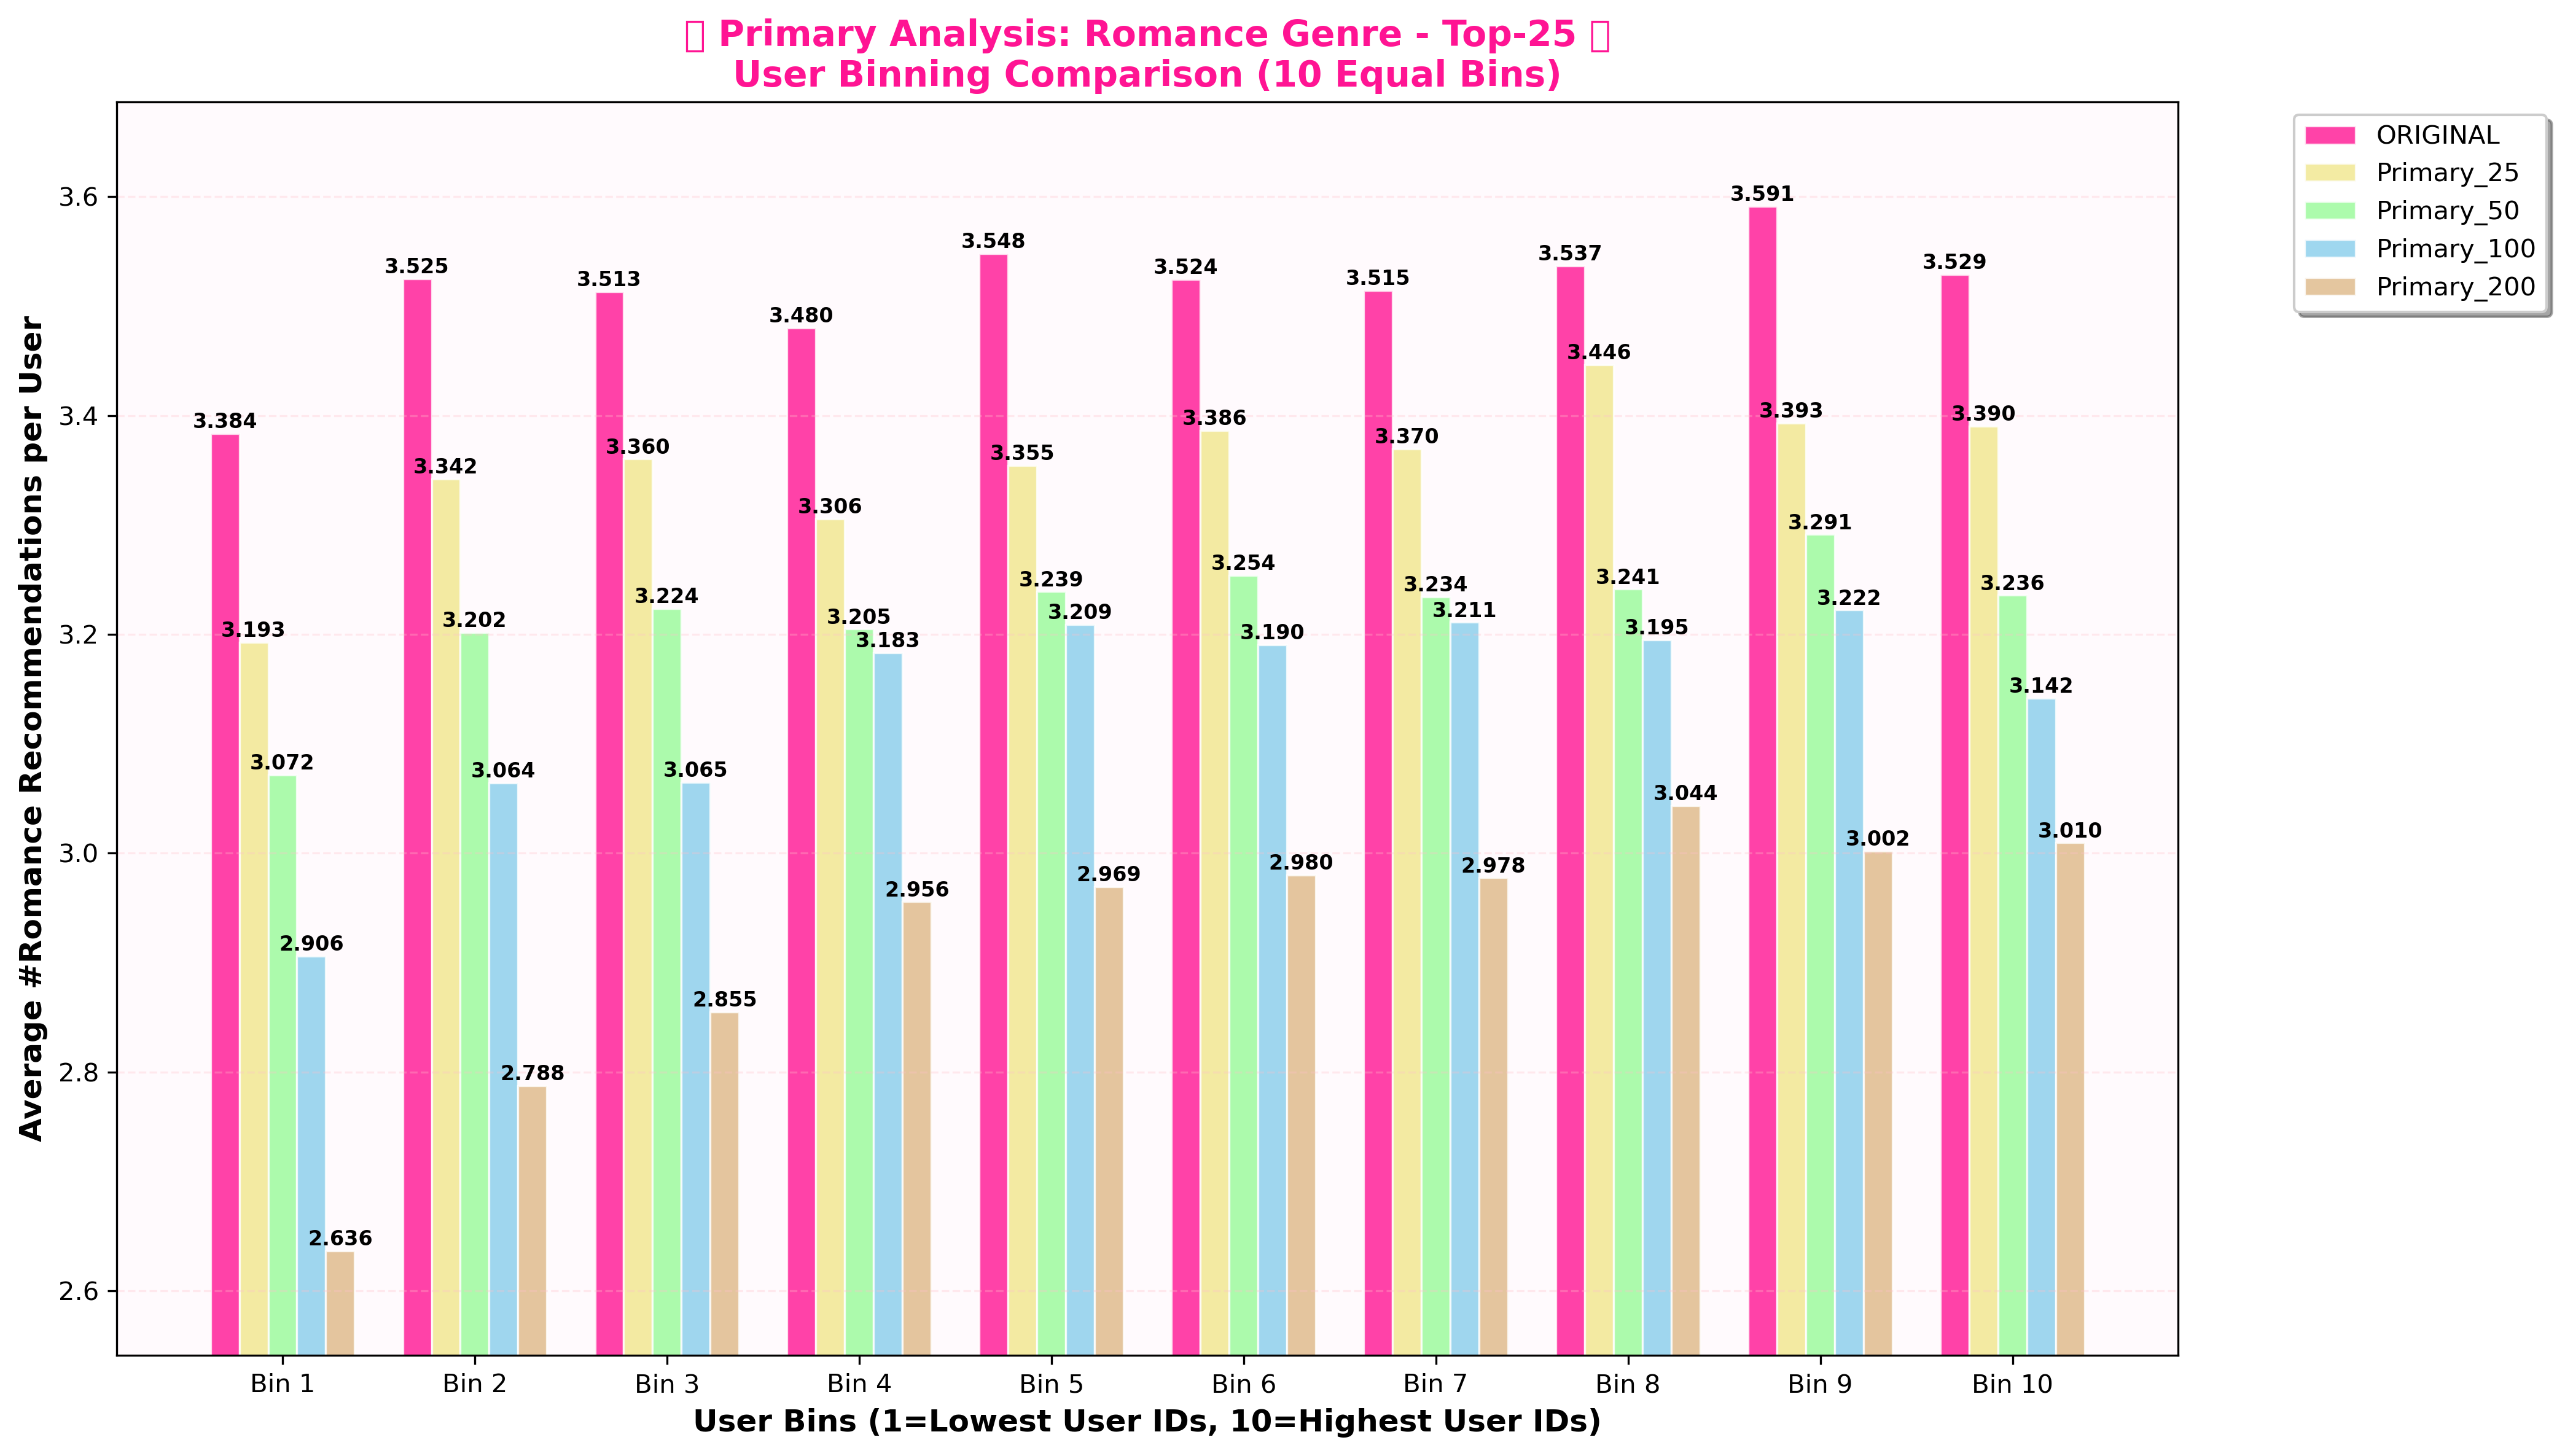 Primary Analysis: Romance Genre - Top-25
User Binning Comparison (10 Equal Bins)
ORIGINAL
Primary_25
Primary_50
Primary_100
Primary_200
Average #Romance Recommendations per User
3.6
3.4
3.2
3.0
2.8
2.6
3.384
3.193
3.072
2.906
2.636
3.525
3.342
3.202
3.064
2.788
3.513
3.360
3.224
3.065
2.855
3.480
3.306
3.205
3.183
2.956
3.548
3.355
3.239
3.209
2.969
3.524
3.386
3.254
3.190
2.980
3.515
3.370
3.234
3.211
2.978
3.537
3.446
3.241
3.195
3.044
3.591
3.393
3.291
3.222
3.002
3.529
3.390
3.236
3.142
3.010
Bin 1
Bin 2
Bin 3
Bin 4
Bin 5
Bin 6
Bin 7
Bin 8
Bin 9
Bin 10
User Bins (1=Lowest User IDs, 10=Highest User IDs)